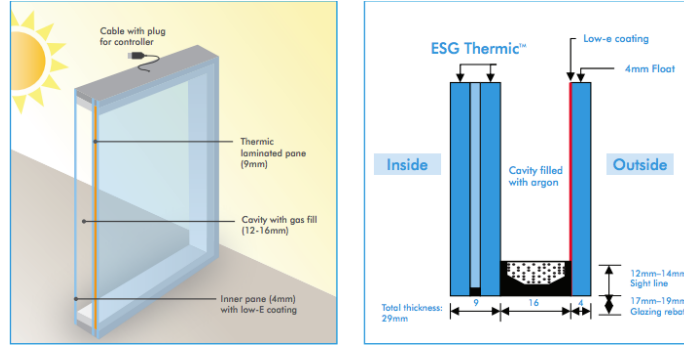 Cable with plug
for controller
Thermic
laminated pane
(9mm)
Cavity with gas fill
(12-16mm)
Inner pane (4mm)
with low-E coating
ESG Thermic™
Low-e coating
4mm Float
Inside
Cavity filled
with argon
Outside
12mm–14mm
Sight line
17mm–19mm
Glazing rebat
Total thickness:
29mm
9
16
4